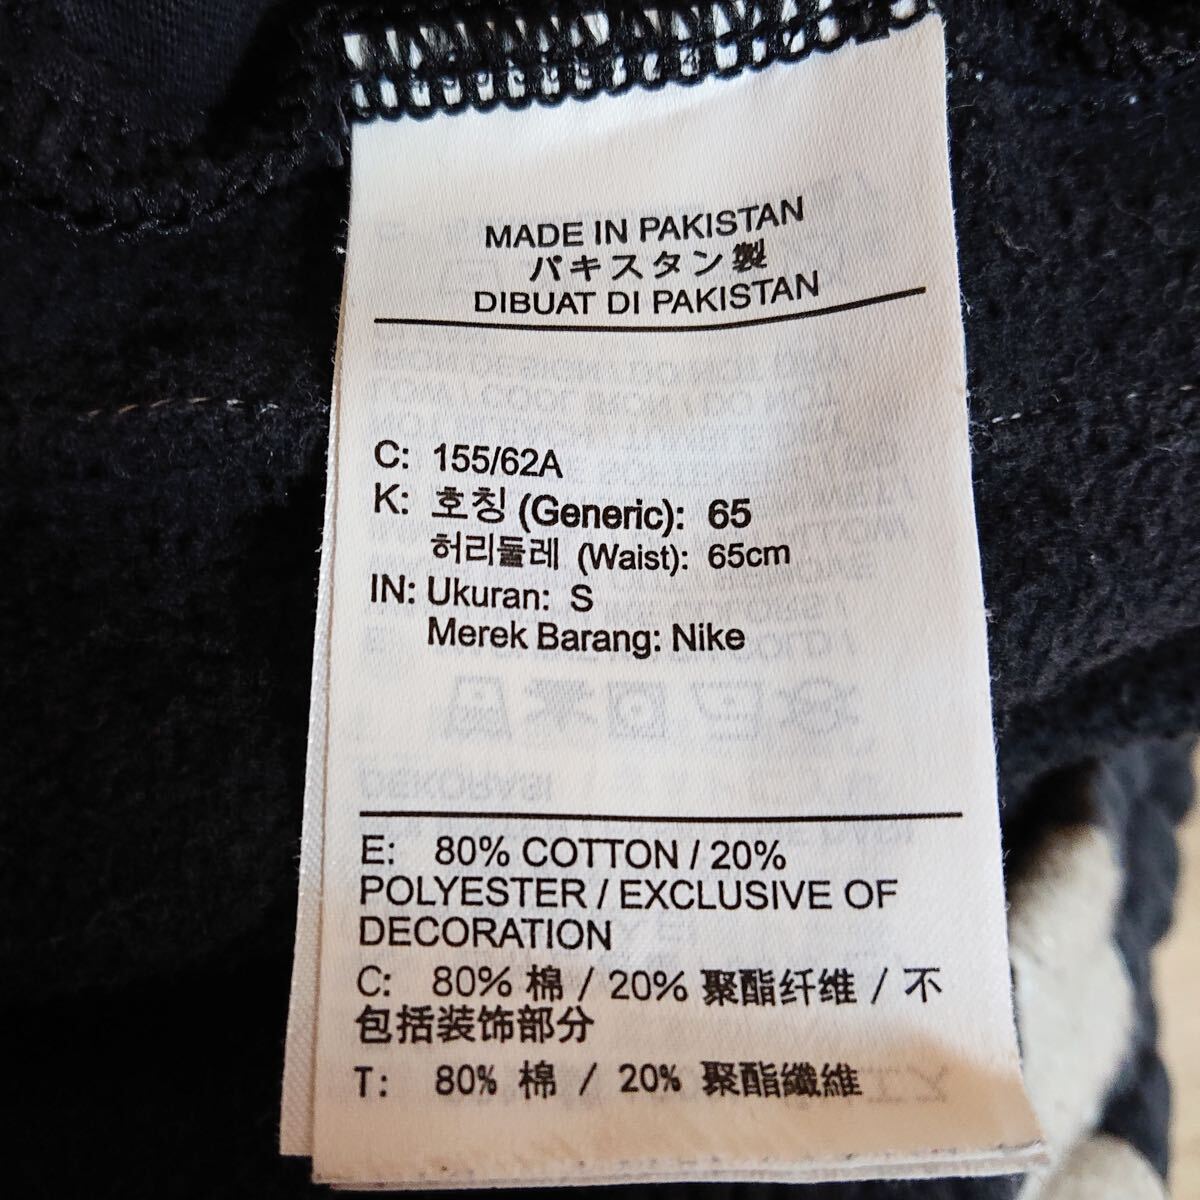 MADE IN PAKISTAN
パキスタン製
DIBUAT DI PAKISTAN
C: 155/62A
K: 호칭 (Generic): 65
허리둘레 (Waist): 65cm
IN: Ukuran: S
Merek Barang: Nike
E: 80% COTTON / 20%
POLYESTER / EXCLUSIVE OF
DECORATION
C: 80% 棉 / 20% 聚酯纤维 / 不
包括装饰部分
T: 80% 棉 / 20% 聚酯纖維